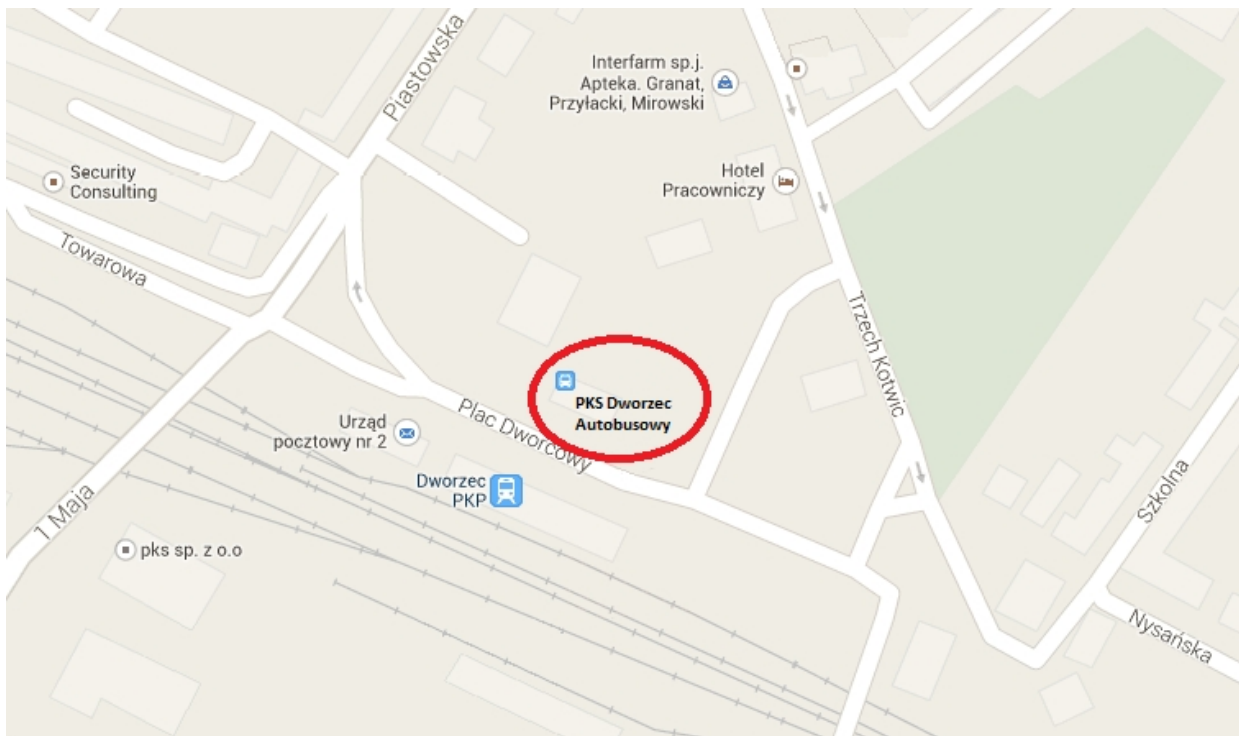 Piastowska
Interfarm sp.j.
Apteka. Granat,
Przyłacki, Mirowski
Security
Consulting
Hotel
Pracowniczy
Towarowa
Trzech Kotwic
PKS Dworzec
Autobusowy
Plac Dworcowy
Urząd
pocztowy nr 2
Dworzec
PKP
1 Maja
Szkolna
pks sp. z o.o
Nysańska